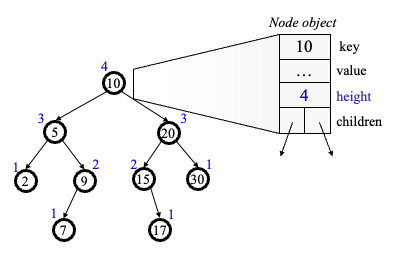 Node object
10 key
... value
4 height
children
4
10
3 3
5 20
1 2 2 1
2 9 15 30
1 1
7 17